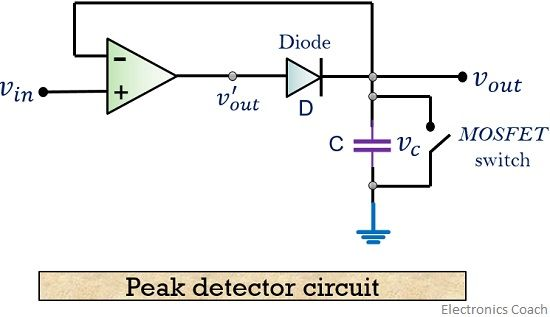 Diode
−
+
v_in
v'_out
D
v_out
C
v_c
MOSFET
switch
Peak detector circuit
Electronics Coach